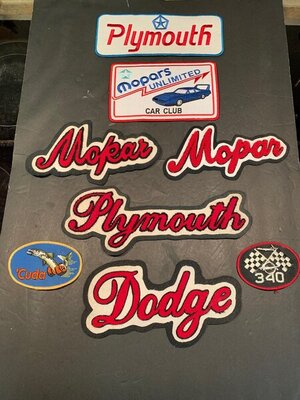 Plymouth
mopars
UNLIMITED
CAR CLUB
Mopar
Mopar
Plymouth
'Cuda
340
Dodge